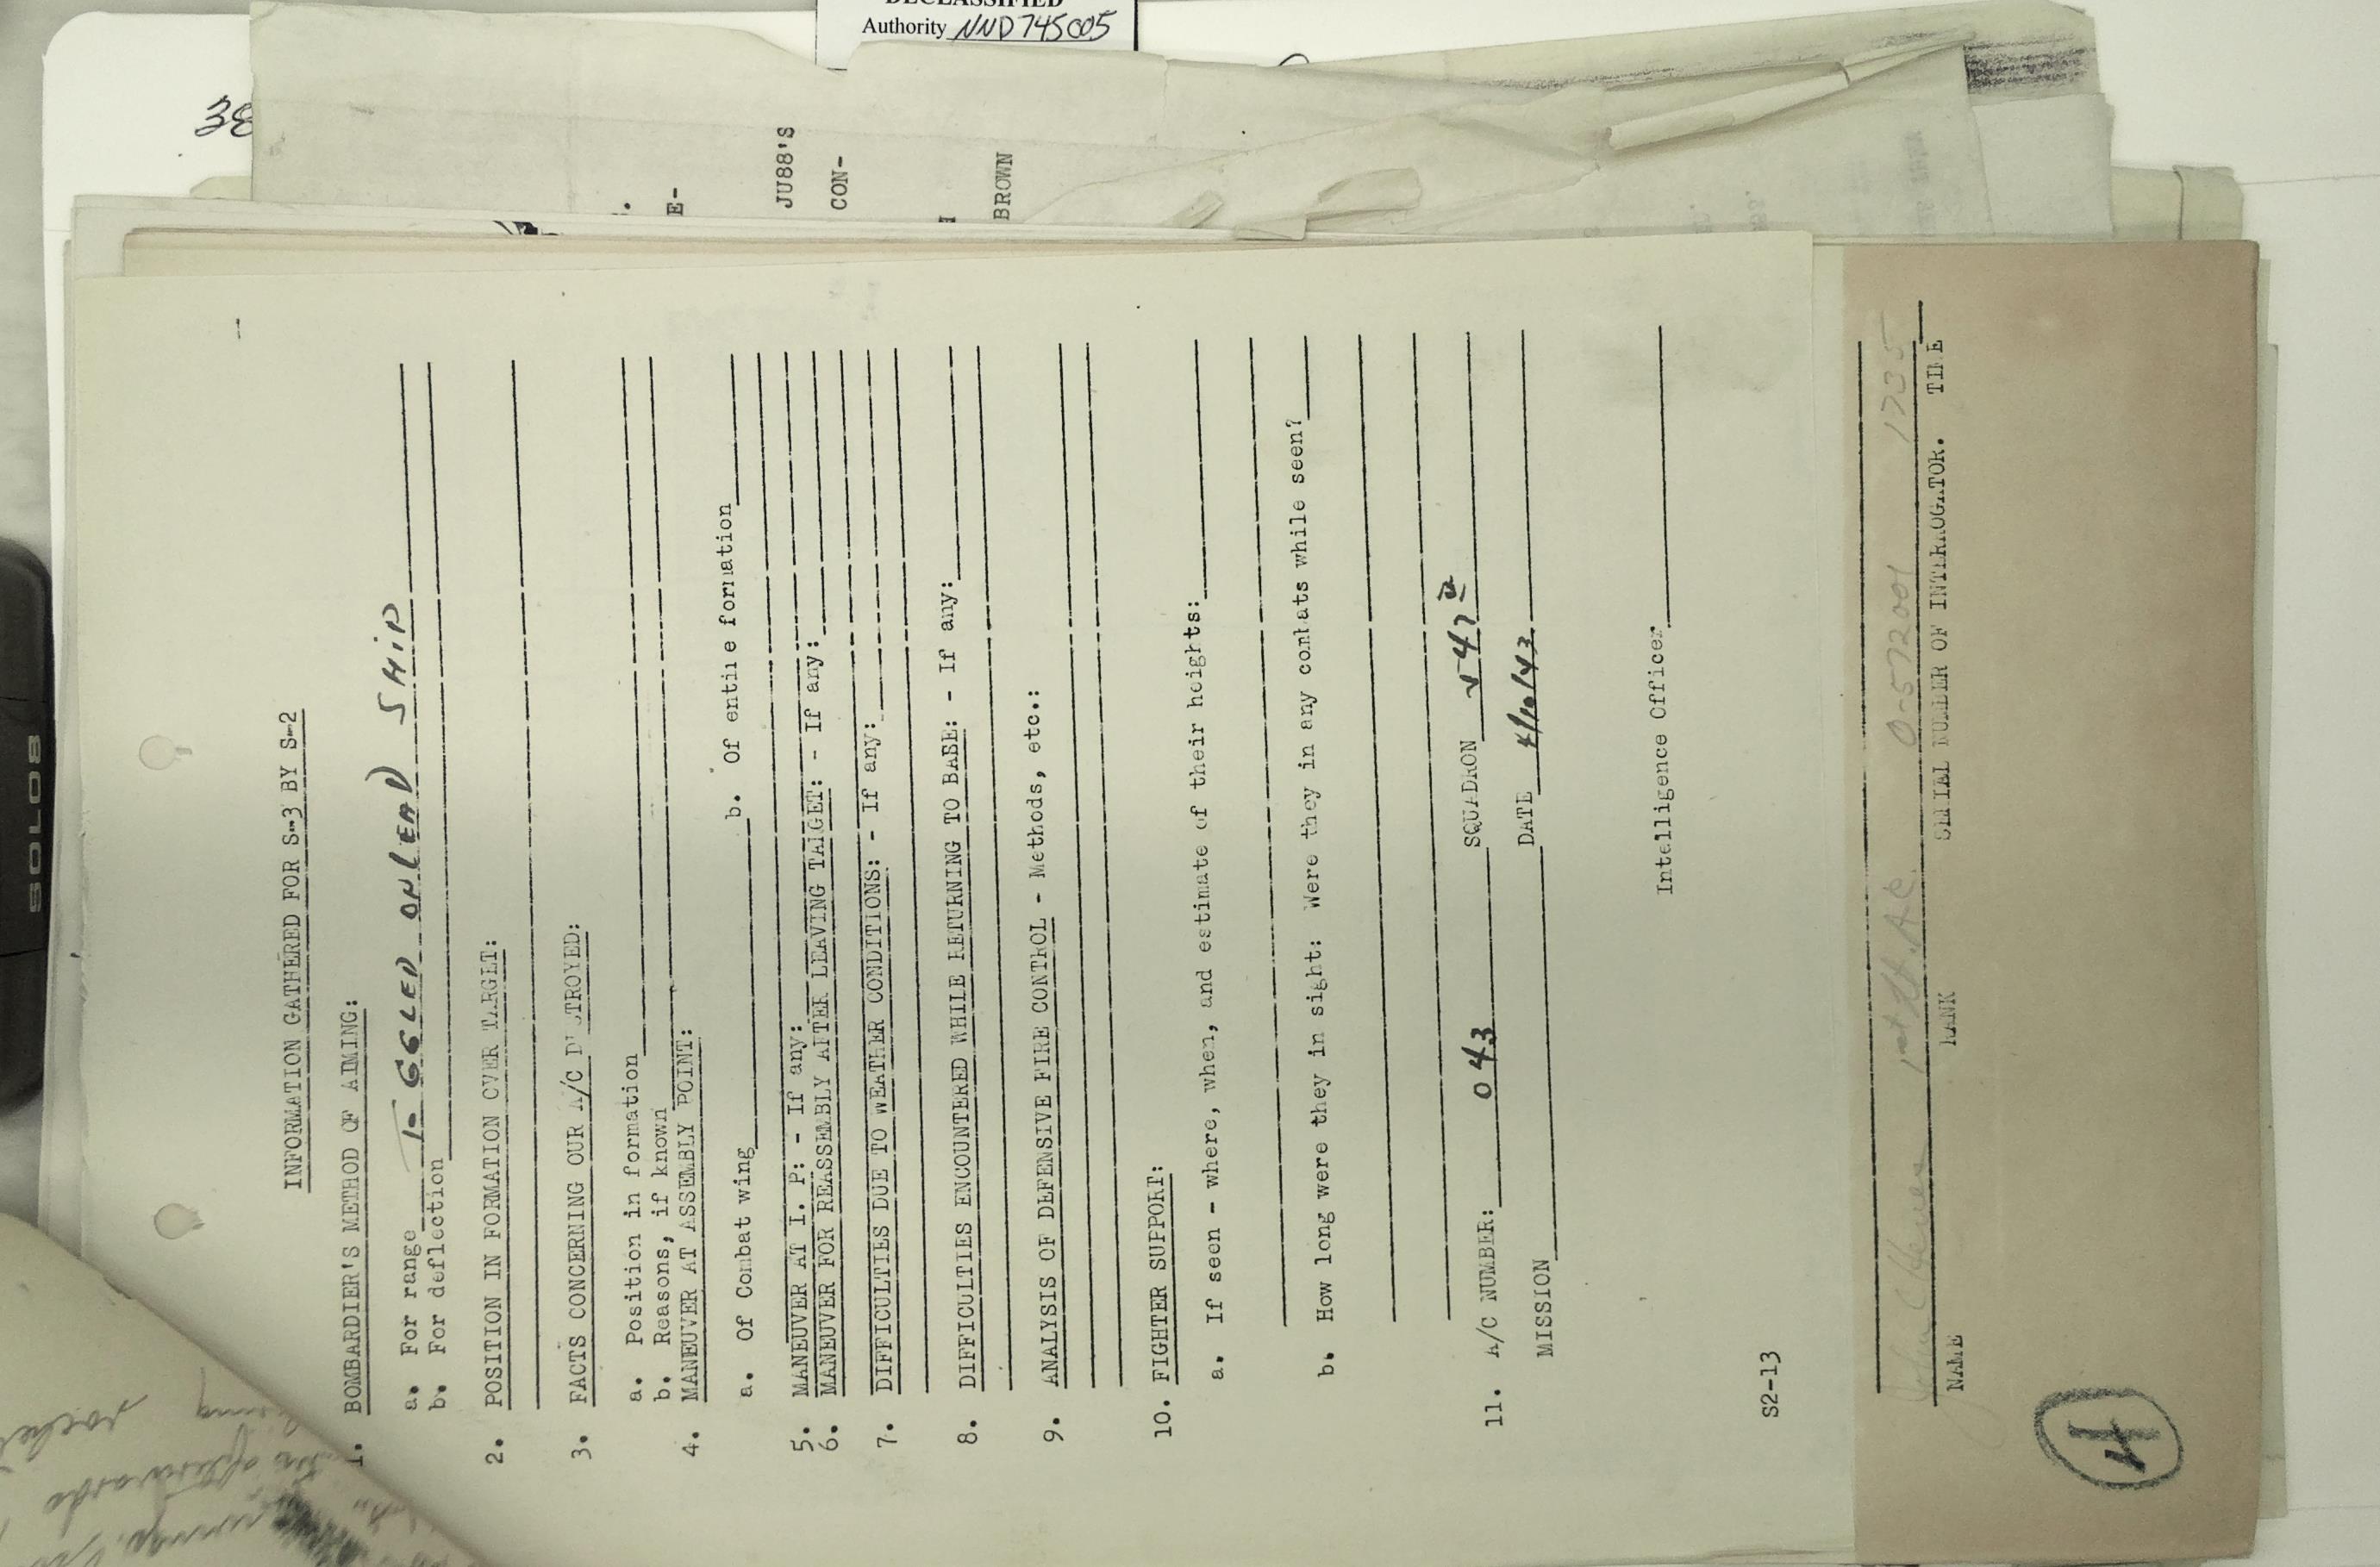 DECLASSIFIED
Authority NND 745005
38
JU88'S
E-
CON-
BROWN
SOLO8
INFORMATION GATHERED FOR S-3 BY S-2
1. BOMBARDIER'S METHOD OF AIMING:
a. For range T-GGLED ON LEAD SHIP
b. For deflection
2. POSITION IN FORMATION OVER TARGET:
3. FACTS CONCERNING OUR A/C DESTROYED:
a. Position in formation
b. Reasons, if known
4. MANEUVER AT ASSEMBLY POINT:
a. Of Combat wing b. Of entire formation
5. MANEUVER AT I. P: - If any:
6. MANEUVER FOR REASSEMBLY AFTER LEAVING TARGET: - If any:
7. DIFFICULTIES DUE TO WEATHER CONDITIONS: - If any:
8. DIFFICULTIES ENCOUNTERED WHILE RETURNING TO BASE: - If any:
9. ANALYSIS OF DEFENSIVE FIRE CONTROL - Methods, etc.:
10. FIGHTER SUPPORT:
a. If seen - where, when, and estimate of their heights:
b. How long were they in sight: Were they in any combats while seen?
11. A/C NUMBER: 043 SQUADRON
MISSION DATE
Intelligence Officer
S2-13
1st Lt. A.C. 0-572001 1735
NAME RANK SERIAL NUMBER OF INTERROGATOR. TIME
4